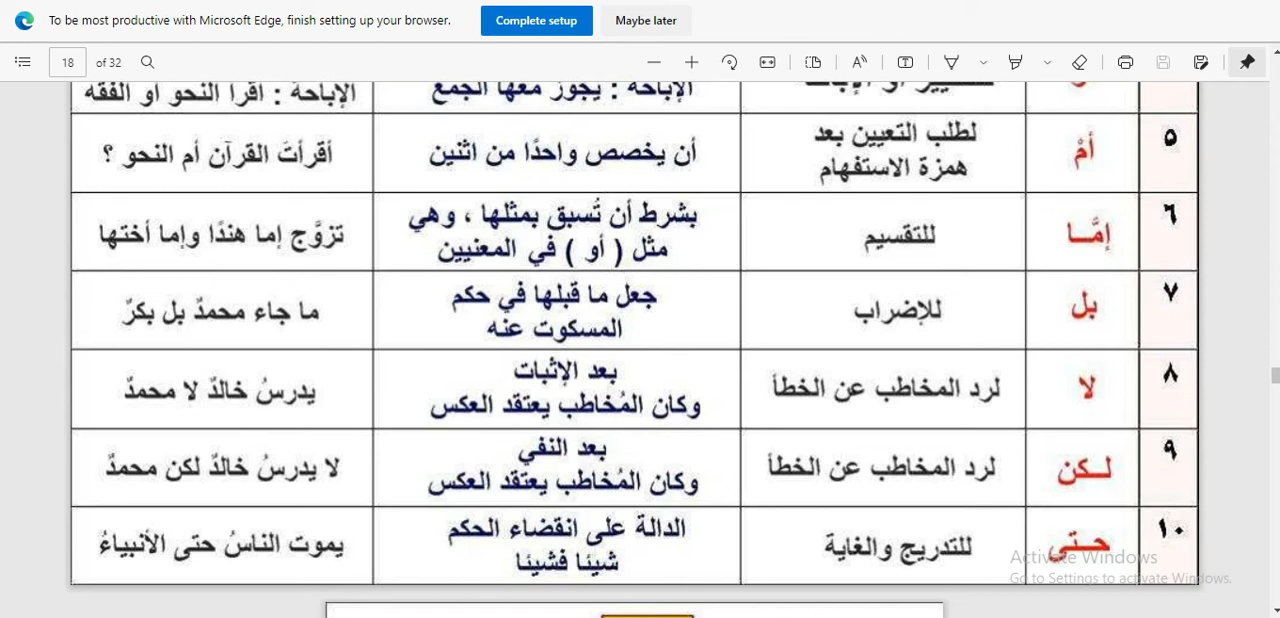 To be most productive with Microsoft Edge, finish setting up your browser.
Complete setup
Maybe later
18
of 32
الإباحة : يجوز معها الجمع
الإباحة : اقرأ النحو أو الفقه
٥
أمْ
لطلب التعيين بعد
همزة الاستفهام
أن يخصص واحدًا من اثنين
أقرأتَ القرآن أم النحو ؟
٦
إمَّـا
للتقسيم
بشرط أن تُسبق بمثلها ، وهي
مثل ( أو ) في المعنيين
تزوَّج إما هندًا وإما أختها
٧
بل
للإضراب
جعل ما قبلها في حكم
المسكوت عنه
ما جاء محمدٌ بل بكرٌ
٨
لا
لرد المخاطب عن الخطأ
بعد الإثبات
وكان المُخاطب يعتقد العكس
يدرسُ خالدٌ لا محمدٌ
٩
لـكن
لرد المخاطب عن الخطأ
بعد النفي
وكان المُخاطب يعتقد العكس
لا يدرسُ خالدٌ لكن محمدٌ
١٠
حـتى
للتدريج والغاية
الدالة على انقضاء الحكم
شيئا فشيئا
يموت الناسُ حتى الأنبياءُ
Activate Windows
Go to Settings to activate Windows.